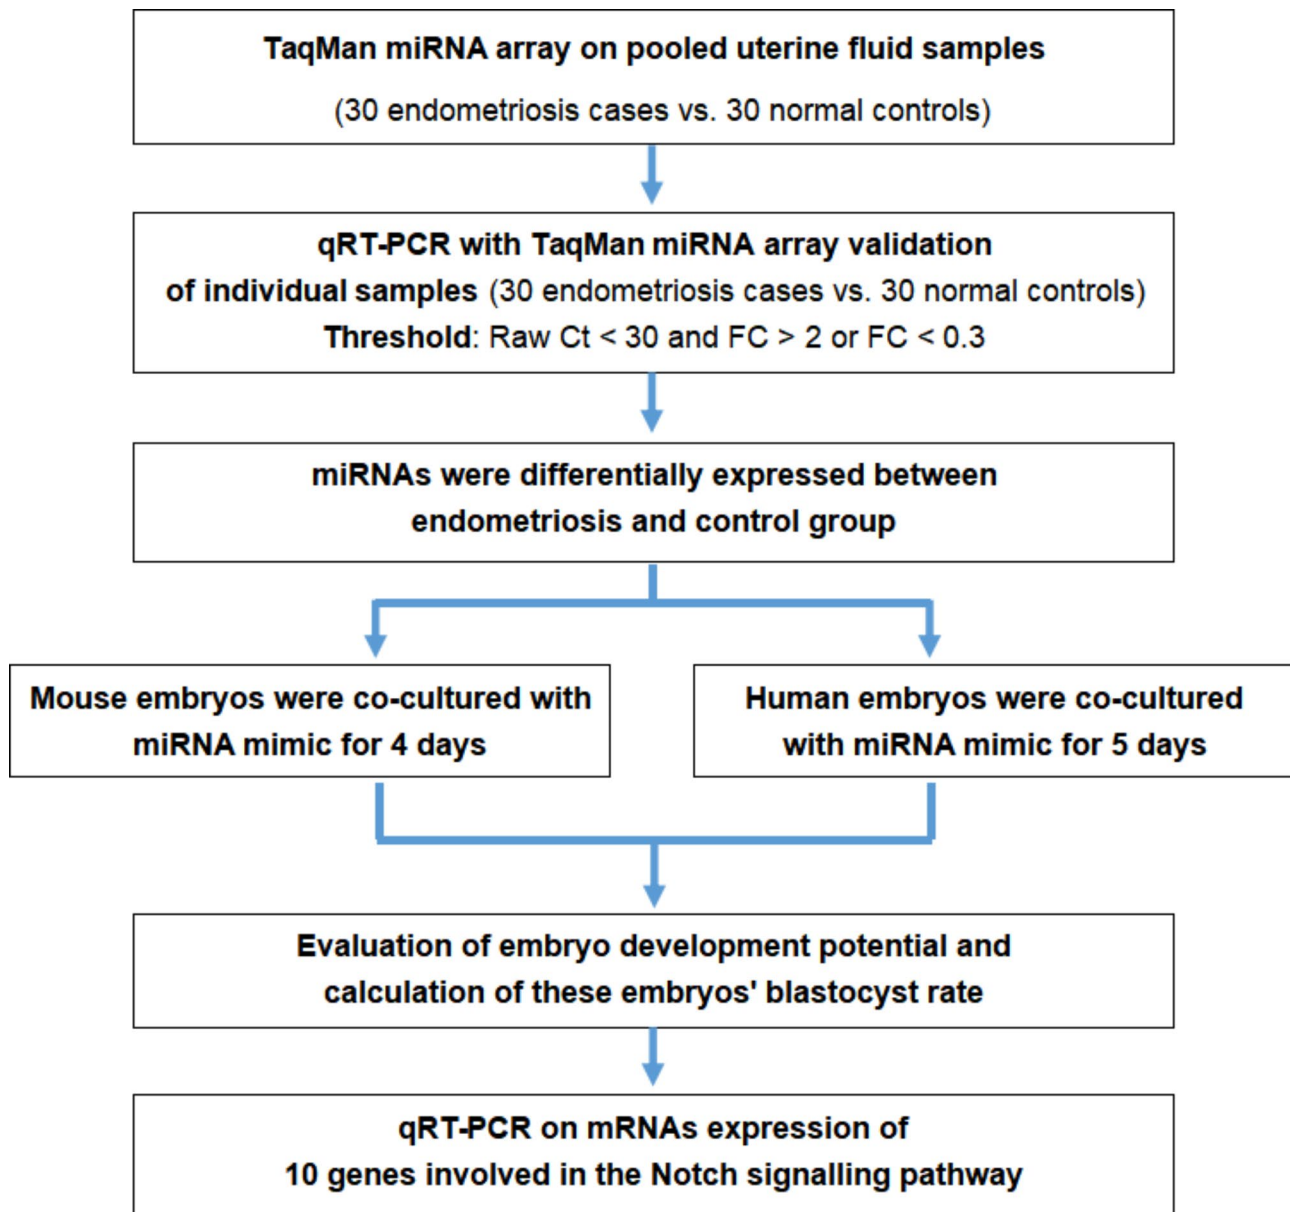 TaqMan miRNA array on pooled uterine fluid samples
(30 endometriosis cases vs. 30 normal controls)
qRT-PCR with TaqMan miRNA array validation
of individual samples (30 endometriosis cases vs. 30 normal controls)
Threshold: Raw Ct < 30 and FC > 2 or FC < 0.3
miRNAs were differentially expressed between
endometriosis and control group
Mouse embryos were co-cultured with
miRNA mimic for 4 days
Human embryos were co-cultured
with miRNA mimic for 5 days
Evaluation of embryo development potential and
calculation of these embryos' blastocyst rate
qRT-PCR on mRNAs expression of
10 genes involved in the Notch signalling pathway